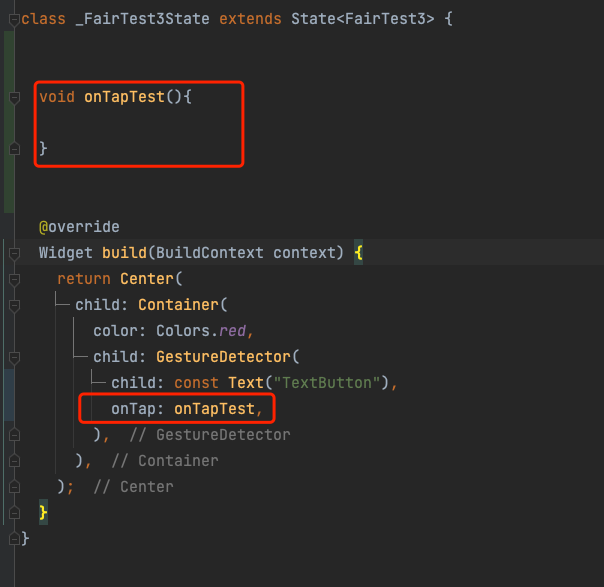 class _FairTest3State extends State<FairTest3> {
void onTapTest(){
}
@override
Widget build(BuildContext context) {
return Center(
child: Container(
color: Colors.red,
child: GestureDetector(
child: const Text("TextButton"),
onTap: onTapTest,
), // GestureDetector
), // Container
); // Center
}
}